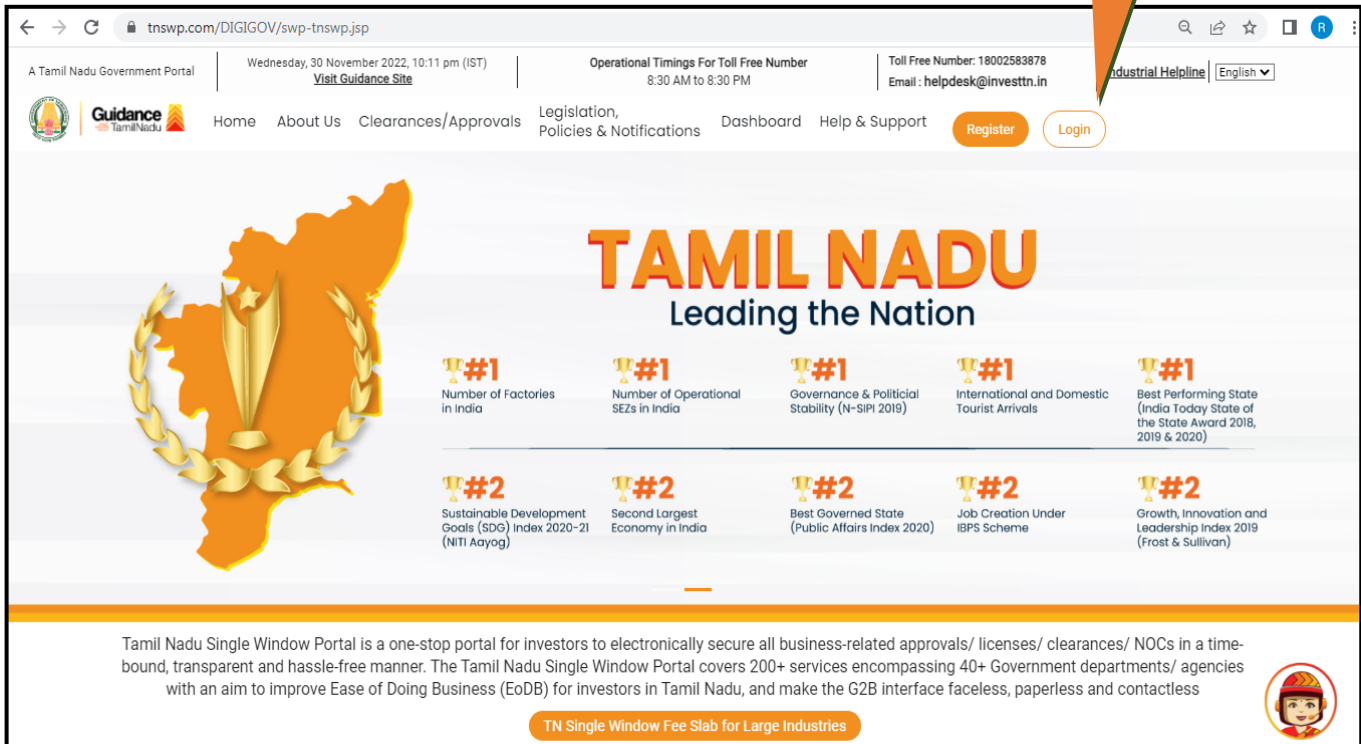 tnswp.com/DIGIGOV/swp-tnswp.jsp
R
A Tamil Nadu Government Portal
Wednesday, 30 November 2022, 10:11 pm (IST)
Visit Guidance Site
Operational Timings For Toll Free Number
8:30 AM to 8:30 PM
Toll Free Number: 18002583878
Email : helpdesk@investtn.in
ndustrial Helpline
English
Guidance
TamilNadu
Home
About Us
Clearances/Approvals
Legislation,
Policies & Notifications
Dashboard
Help & Support
Register
Login
TAMIL NADU
Leading the Nation
#1
Number of Factories
in India
#1
Number of Operational
SEZs in India
#1
Governance & Politicial
Stability (N-SIPI 2019)
#1
International and Domestic
Tourist Arrivals
#1
Best Performing State
(India Today State of
the State Award 2018,
2019 & 2020)
#2
Sustainable Development
Goals (SDG) Index 2020-21
(NITI Aayog)
#2
Second Largest
Economy in India
#2
Best Governed State
(Public Affairs Index 2020)
#2
Job Creation Under
IBPS Scheme
#2
Growth, Innovation and
Leadership Index 2019
(Frost & Sullivan)
Tamil Nadu Single Window Portal is a one-stop portal for investors to electronically secure all business-related approvals/ licenses/ clearances/ NOCs in a time-
bound, transparent and hassle-free manner. The Tamil Nadu Single Window Portal covers 200+ services encompassing 40+ Government departments/ agencies
with an aim to improve Ease of Doing Business (EoDB) for investors in Tamil Nadu, and make the G2B interface faceless, paperless and contactless
TN Single Window Fee Slab for Large Industries